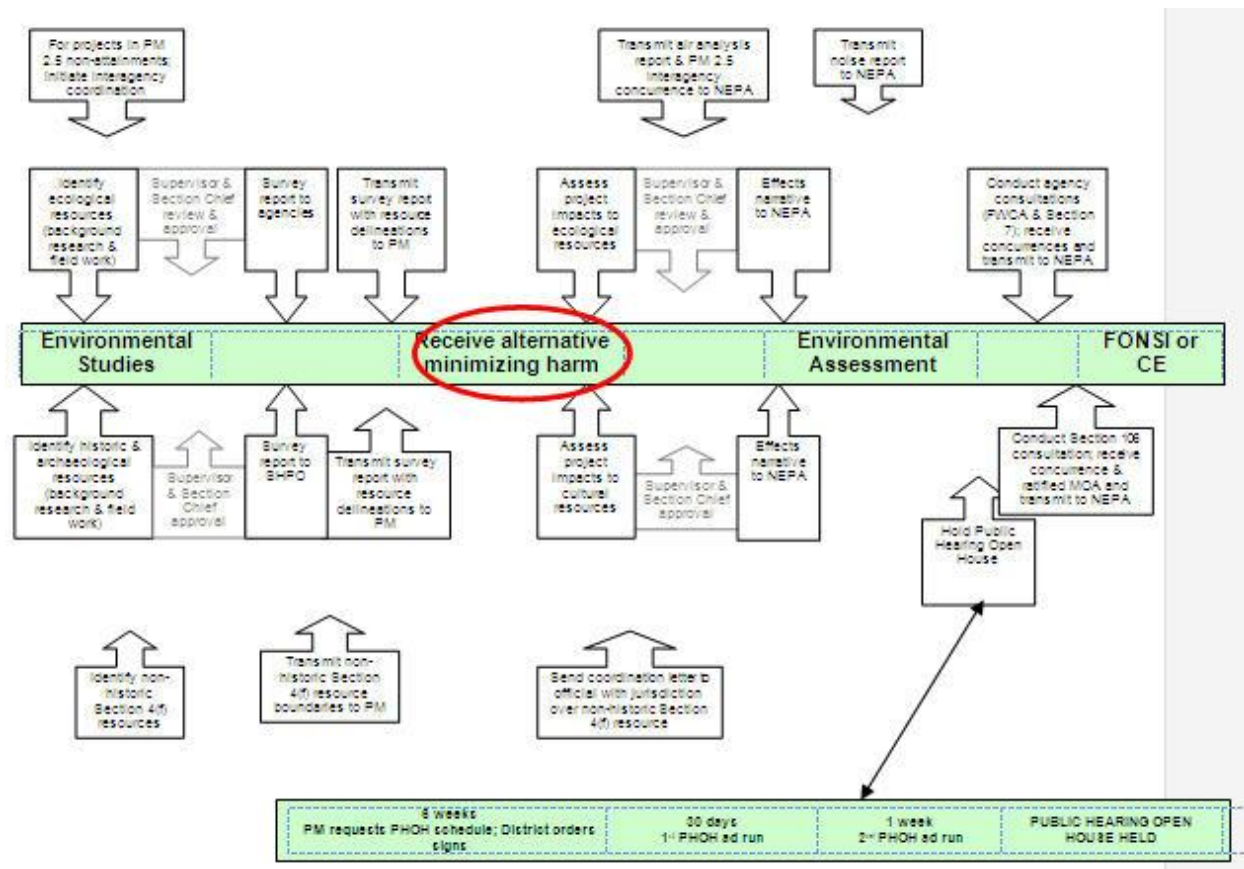 For projects in PM
2.5 non-attainments;
initiate interagency
coordination
Transmit air analysis
report & PM 2.5
interagency
concurrence to NEPA
Transmit
noise report
to NEPA
Identify
ecological
resources
(background
research &
field work)
Supervisor &
Section Chief
review &
approval
Survey
report to
agencies
Transmit
survey report
with resource
delineations
to PM
Assess
project
impacts to
ecological
resources
Supervisor &
Section Chief
review &
approval
Effects
narrative
to NEPA
Conduct agency
consultations
(FWCA & Section
7); receive
concurrences and
transmit to NEPA
Environmental
Studies
Receive alternative
minimizing harm
Environmental
Assessment
FONSI or
CE
Identify historic &
archaeological
resources
(background
research & field
work)
Supervisor
& Section
Chief
approval
Survey
report to
SHPO
Transmit survey
report with
resource
delineations to
PM
Assess
project
impacts to
cultural
resources
Supervisor &
Section Chief
approval
Effects
narrative
to NEPA
Conduct Section 106
consultation; receive
concurrence &
ratified MOA and
transmit to NEPA
Hold Public
Hearing Open
House
Identify non-
historic
Section 4(f)
resources
Transmit non-
historic Section
4(f) resource
boundaries to PM
Send coordination letter to
official with jurisdiction
over non-historic Section
4(f) resource
6 weeks
PM requests PHOH schedule; District orders
signs
30 days
1st PHOH ad run
1 week
2nd PHOH ad run
PUBLIC HEARING OPEN
HOUSE HELD